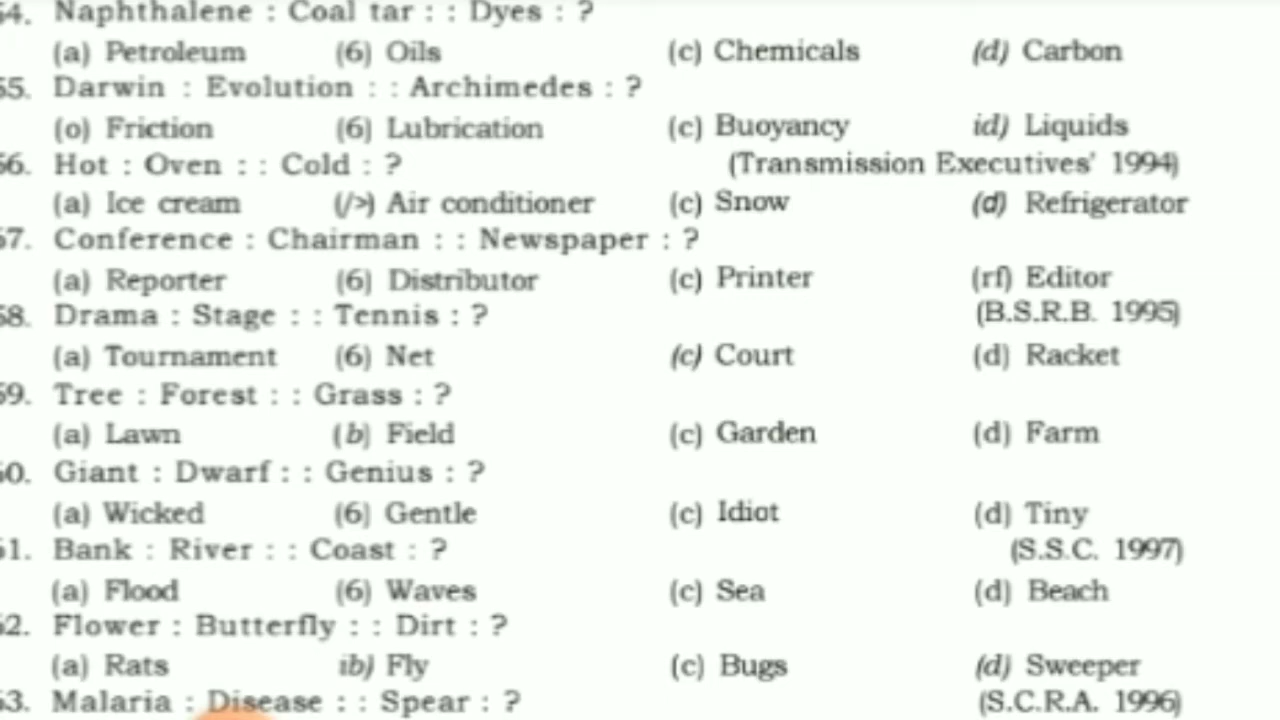 54. Naphthalene : Coal tar : : Dyes : ?
(a) Petroleum (6) Oils (c) Chemicals (d) Carbon
55. Darwin : Evolution : : Archimedes : ?
(o) Friction (6) Lubrication (c) Buoyancy id) Liquids
56. Hot : Oven : : Cold : ? (Transmission Executives' 1994)
(a) Ice cream (/>) Air conditioner (c) Snow (d) Refrigerator
57. Conference : Chairman : : Newspaper : ?
(a) Reporter (6) Distributor (c) Printer (rf) Editor
58. Drama : Stage : : Tennis : ? (B.S.R.B. 1995)
(a) Tournament (6) Net (c) Court (d) Racket
59. Tree : Forest : : Grass : ?
(a) Lawn (b) Field (c) Garden (d) Farm
60. Giant : Dwarf : : Genius : ?
(a) Wicked (6) Gentle (c) Idiot (d) Tiny
61. Bank : River : : Coast : ? (S.S.C. 1997)
(a) Flood (6) Waves (c) Sea (d) Beach
62. Flower : Butterfly : : Dirt : ?
(a) Rats ib) Fly (c) Bugs (d) Sweeper
63. Malaria : Disease : : Spear : ? (S.C.R.A. 1996)